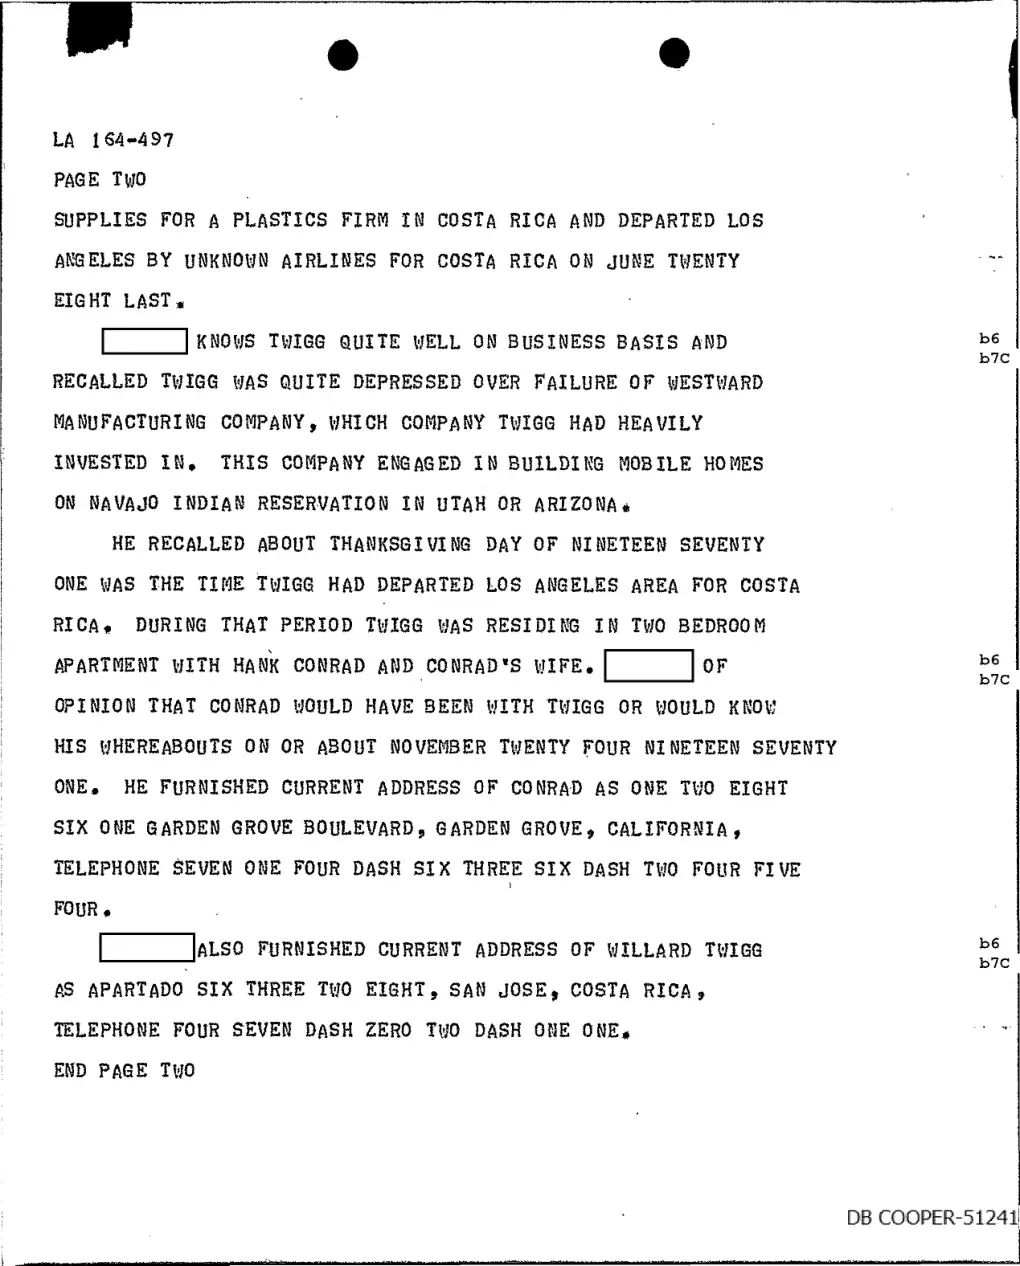 LA 164-497
PAGE TWO
SUPPLIES FOR A PLASTICS FIRM IN COSTA RICA AND DEPARTED LOS
ANGELES BY UNKNOWN AIRLINES FOR COSTA RICA ON JUNE TWENTY
EIGHT LAST.
KNOWS TWIGG QUITE WELL ON BUSINESS BASIS AND
b6
b7C
RECALLED TWIGG WAS QUITE DEPRESSED OVER FAILURE OF WESTWARD
MANUFACTURING COMPANY, WHICH COMPANY TWIGG HAD HEAVILY
INVESTED IN. THIS COMPANY ENGAGED IN BUILDING MOBILE HOMES
ON NAVAJO INDIAN RESERVATION IN UTAH OR ARIZONA.
HE RECALLED ABOUT THANKSGIVING DAY OF NINETEEN SEVENTY
ONE WAS THE TIME TWIGG HAD DEPARTED LOS ANGELES AREA FOR COSTA
RICA. DURING THAT PERIOD TWIGG WAS RESIDING IN TWO BEDROOM
APARTMENT WITH HANK CONRAD AND CONRAD'S WIFE. OF
b6
b7C
OPINION THAT CONRAD WOULD HAVE BEEN WITH TWIGG OR WOULD KNOW
HIS WHEREABOUTS ON OR ABOUT NOVEMBER TWENTY FOUR NINETEEN SEVENTY
ONE. HE FURNISHED CURRENT ADDRESS OF CONRAD AS ONE TWO EIGHT
SIX ONE GARDEN GROVE BOULEVARD, GARDEN GROVE, CALIFORNIA,
TELEPHONE SEVEN ONE FOUR DASH SIX THREE SIX DASH TWO FOUR FIVE
FOUR.
ALSO FURNISHED CURRENT ADDRESS OF WILLARD TWIGG
b6
b7C
AS APARTADO SIX THREE TWO EIGHT, SAN JOSE, COSTA RICA,
TELEPHONE FOUR SEVEN DASH ZERO TWO DASH ONE ONE.
END PAGE TWO
DB COOPER-51241